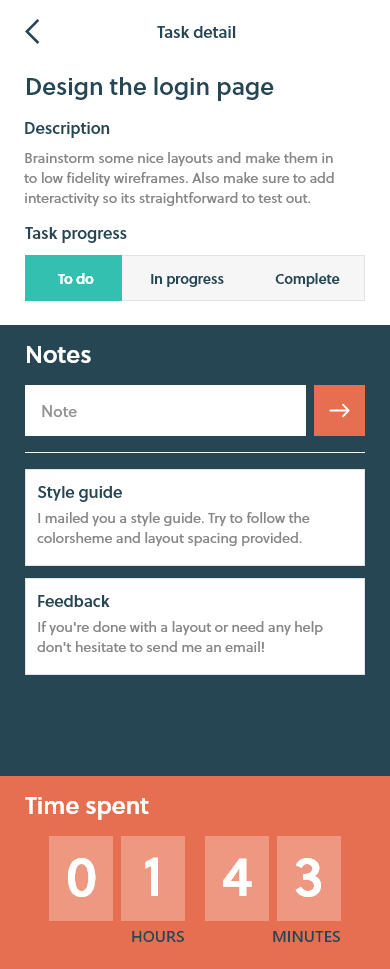 Task detail
Design the login page
Description
Brainstorm some nice layouts and make them in
to low fidelity wireframes. Also make sure to add
interactivity so its straightforward to test out.
Task progress
To do In progress Complete
Notes
Note
Style guide
I mailed you a style guide. Try to follow the
colorsheme and layout spacing provided.
Feedback
If you're done with a layout or need any help
don't hesitate to send me an email!
Time spent
0 1 4 3
HOURS MINUTES